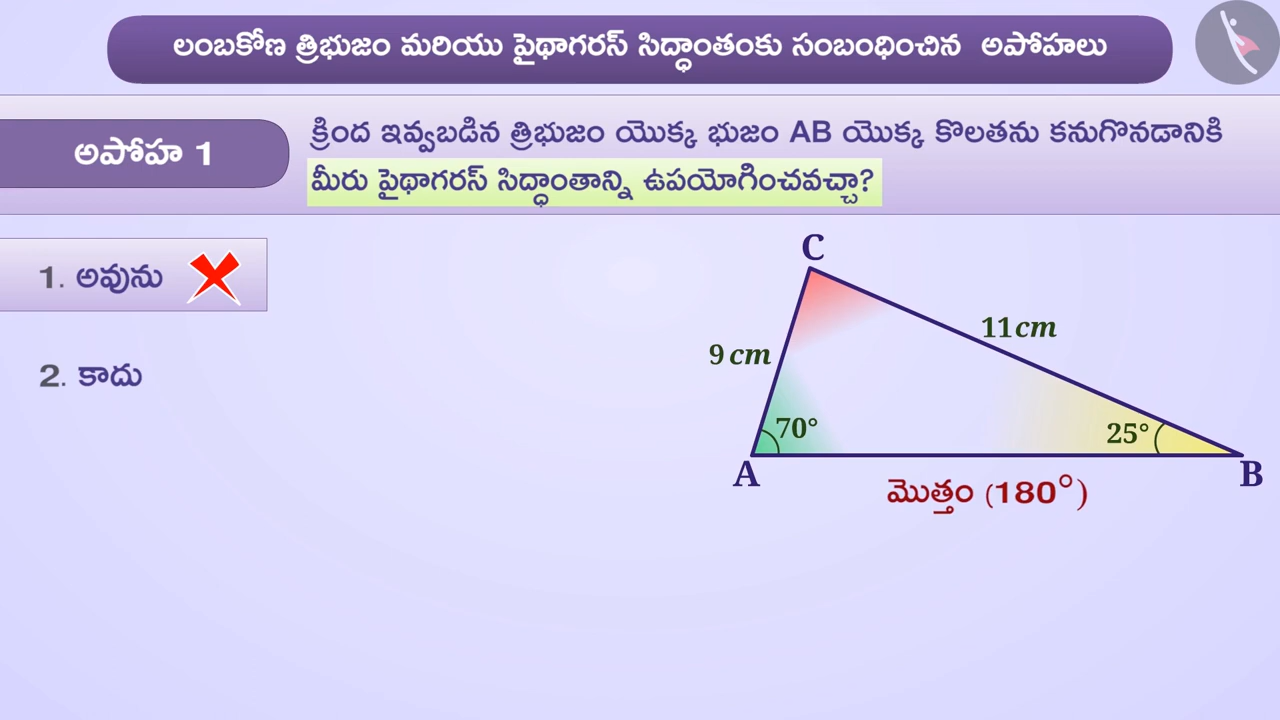 లంబకోణ త్రిభుజం మరియు పైథాగరస్ సిద్ధాంతంకు సంబంధించిన అపోహలు
అపోహ 1
క్రింద ఇవ్వబడిన త్రిభుజం యొక్క భుజం AB యొక్క కొలతను కనుగొనడానికి
మీరు పైథాగరస్ సిద్ధాంతాన్ని ఉపయోగించవచ్చా?
1. అవును
2. కాదు
C
11 cm
9 cm
70°
25°
A
B
మొత్తం (180°)